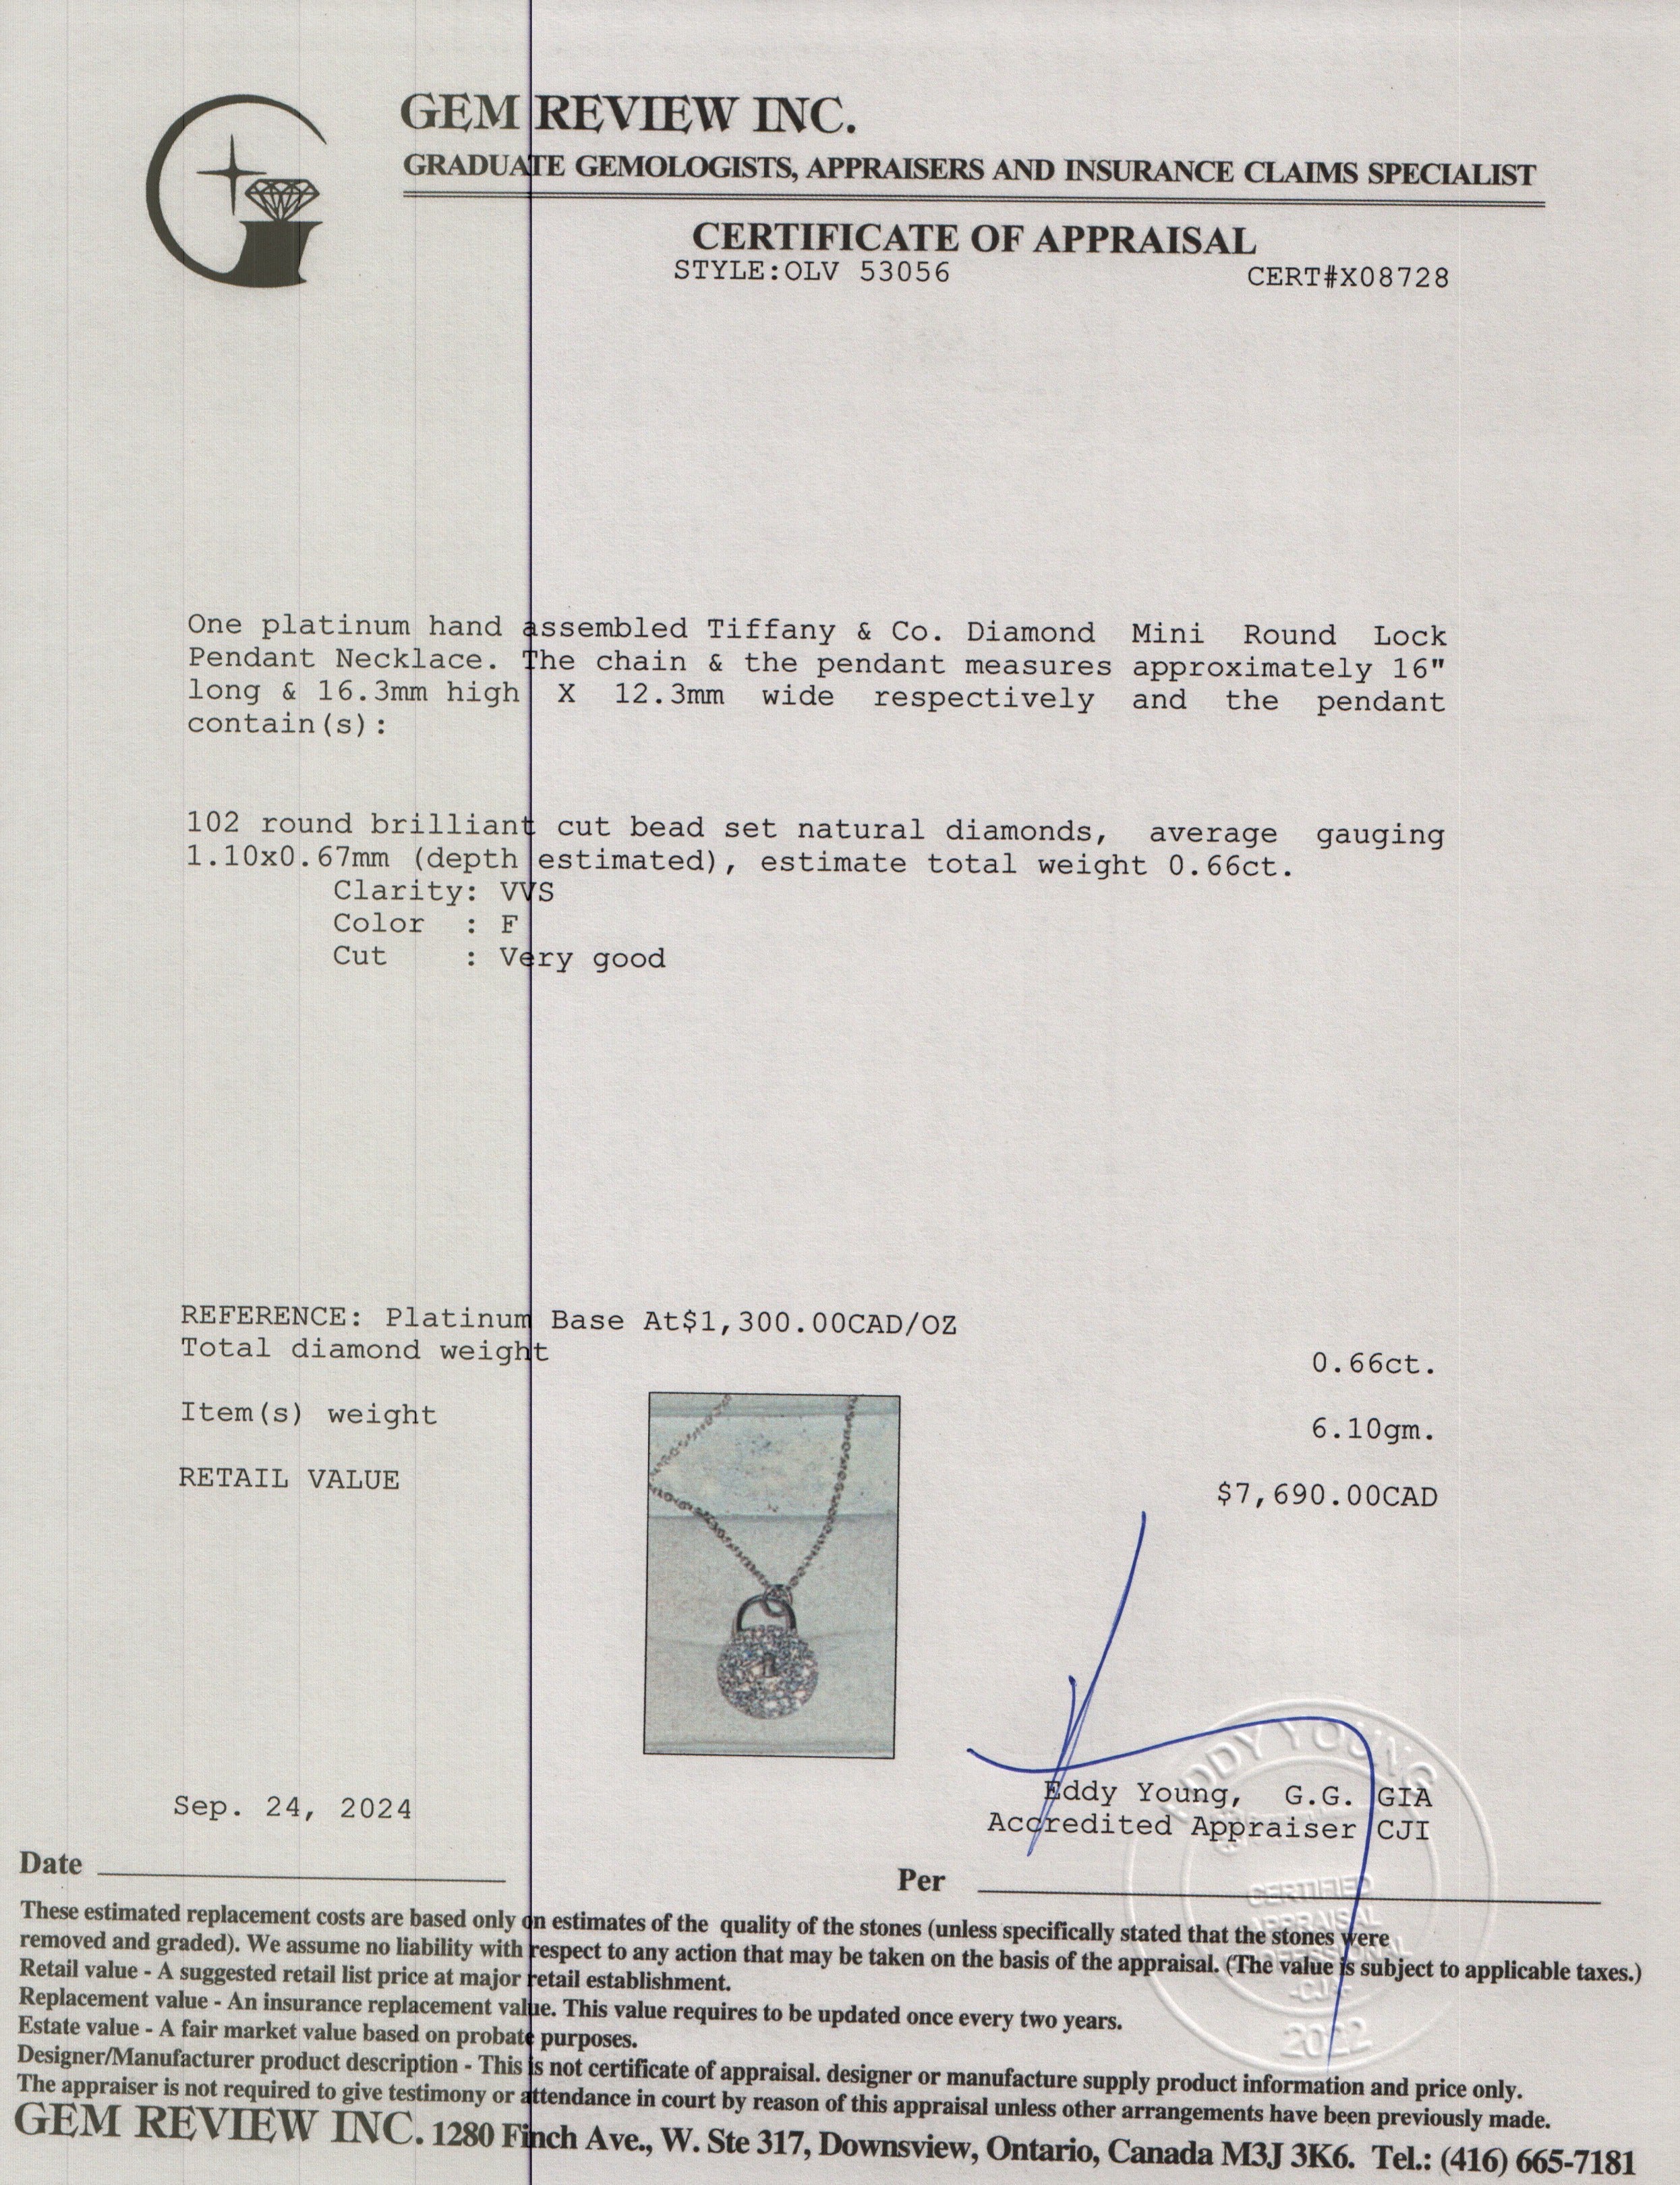 GEM REVIEW INC.
GRADUATE GEMOLOGISTS, APPRAISERS AND INSURANCE CLAIMS SPECIALIST
CERTIFICATE OF APPRAISAL
STYLE:OLV 53056 CERT#X08728
One platinum hand assembled Tiffany & Co. Diamond Mini Round Lock
Pendant Necklace. The chain & the pendant measures approximately 16"
long & 16.3mm high X 12.3mm wide respectively and the pendant
contain(s):
102 round brilliant cut bead set natural diamonds, average gauging
1.10x0.67mm (depth estimated), estimate total weight 0.66ct.
Clarity: VVS
Color : F
Cut : Very good
REFERENCE: Platinum Base At$1,300.00CAD/OZ
Total diamond weight 0.66ct.
Item(s) weight 6.10gm.
RETAIL VALUE $7,690.00CAD
Sep. 24, 2024
Eddy Young, G.G. GIA
Accredited Appraiser CJI
Date
Per
EDDY YOUNG
CERTIFIED
APPRAISAL
PROFESSIONAL
-CJI-
2022
These estimated replacement costs are based only on estimates of the quality of the stones (unless specifically stated that the stones were
removed and graded). We assume no liability with respect to any action that may be taken on the basis of the appraisal. (The value is subject to applicable taxes.)
Retail value - A suggested retail list price at major retail establishment.
Replacement value - An insurance replacement value. This value requires to be updated once every two years.
Estate value - A fair market value based on probate purposes.
Designer/Manufacturer product description - This is not certificate of appraisal. designer or manufacture supply product information and price only.
The appraiser is not required to give testimony or attendance in court by reason of this appraisal unless other arrangements have been previously made.
GEM REVIEW INC. 1280 Finch Ave., W. Ste 317, Downsview, Ontario, Canada M3J 3K6. Tel.: (416) 665-7181